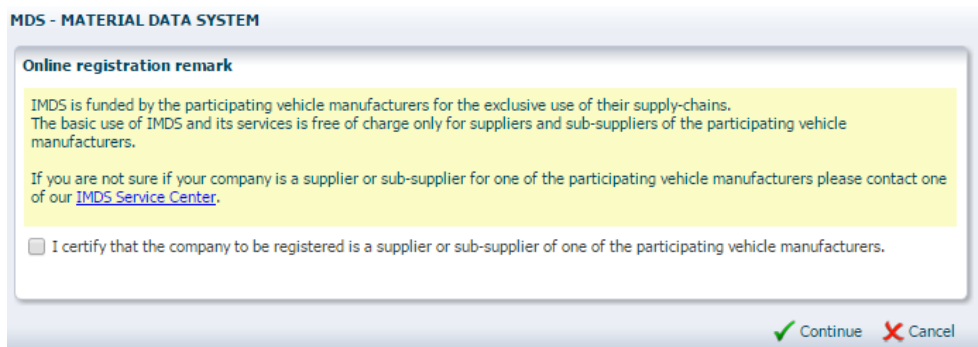 MDS - MATERIAL DATA SYSTEM
Online registration remark
IMDS is funded by the participating vehicle manufacturers for the exclusive use of their supply-chains.
The basic use of IMDS and its services is free of charge only for suppliers and sub-suppliers of the participating vehicle
manufacturers.
If you are not sure if your company is a supplier or sub-supplier for one of the participating vehicle manufacturers please contact one
of our IMDS Service Center.
I certify that the company to be registered is a supplier or sub-supplier of one of the participating vehicle manufacturers.
Continue Cancel